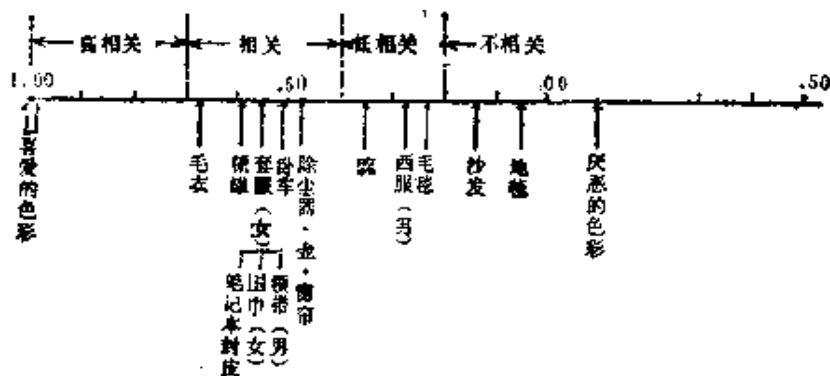 高相关 相关 低相关 不相关
1.00 .50 .00 .50
喜爱的色彩
毛衣
套服(女)
卧车
除尘器·
窗帘
西服(男)
毛毯
沙发
地毯
厌恶的色彩
笔记本封皮
围巾(女)
领带(男)